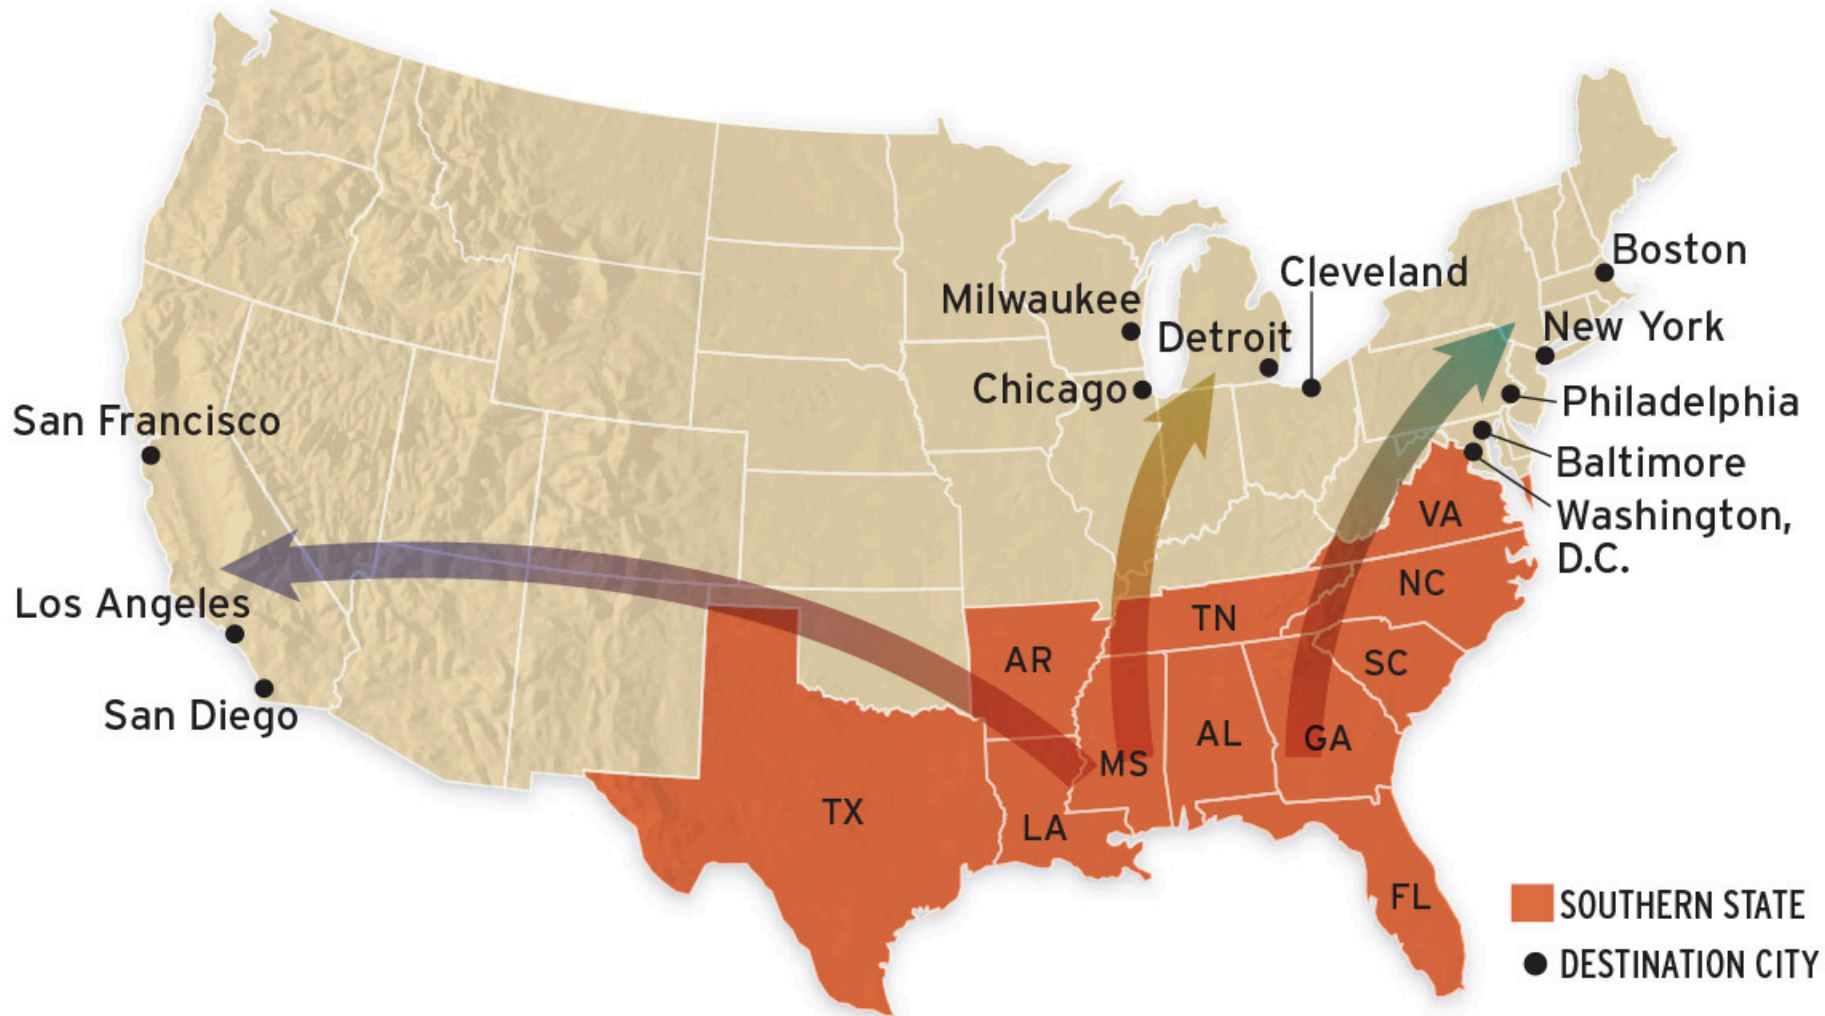 Boston
Cleveland
Milwaukee
New York
Detroit
Chicago
Philadelphia
San Francisco
Baltimore
VA
Washington,
D.C.
NC
Los Angeles
TN
AR
SC
San Diego
AL
GA
MS
TX
LA
FL
SOUTHERN STATE
DESTINATION CITY